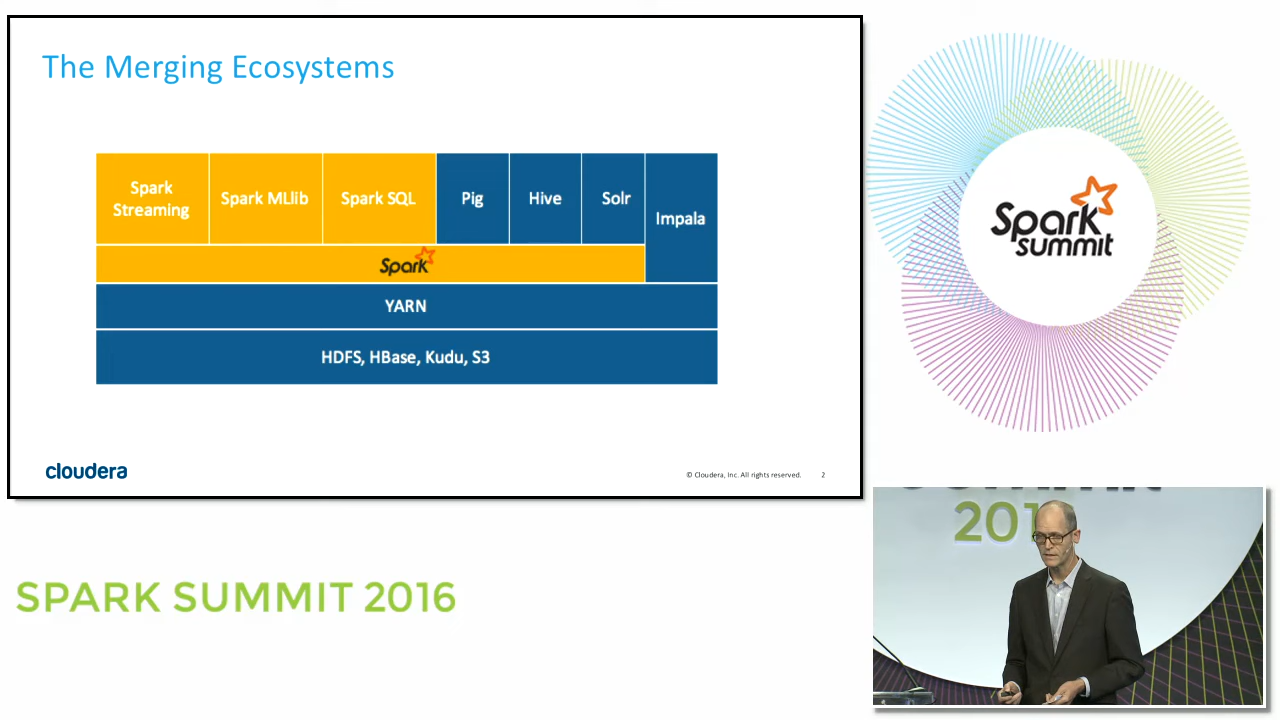 The Merging Ecosystems
Spark
Streaming
Spark MLlib
Spark SQL
Pig
Hive
Solr
Impala
Spark
YARN
HDFS, HBase, Kudu, S3
cloudera
© Cloudera, Inc. All rights reserved.
2
Spark
summit
SPARK SUMMIT 2016